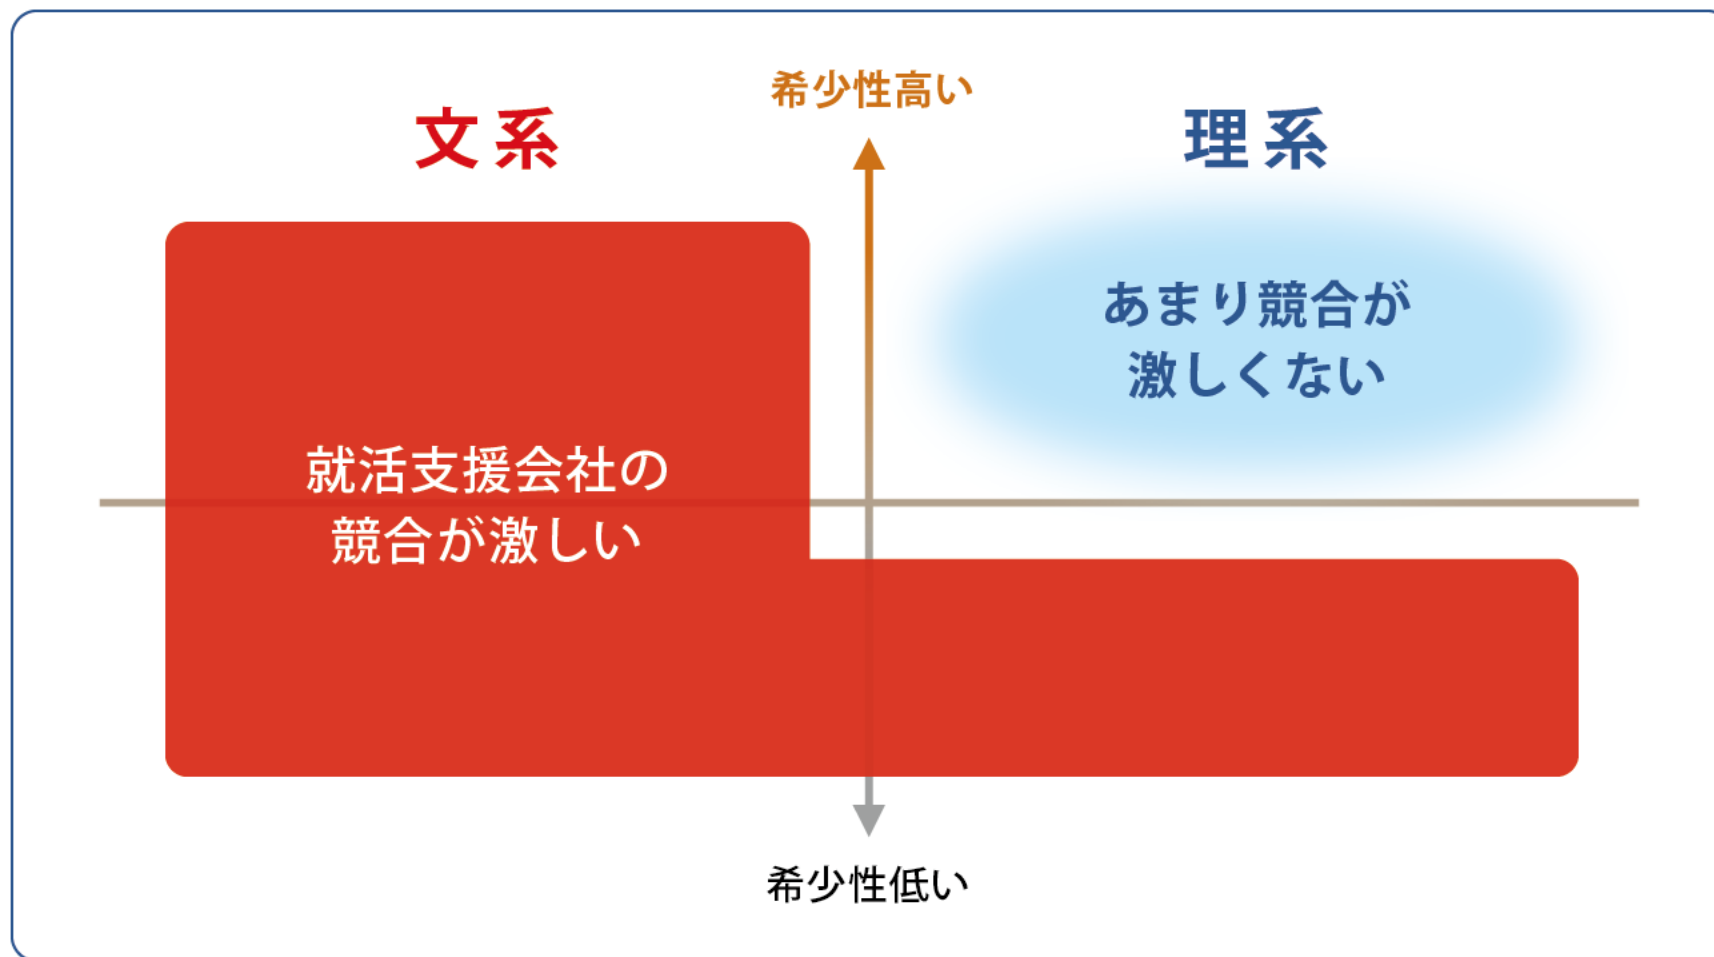 希少性高い
文系
理系
あまり競合が
激しくない
就活支援会社の
競合が激しい
希少性低い